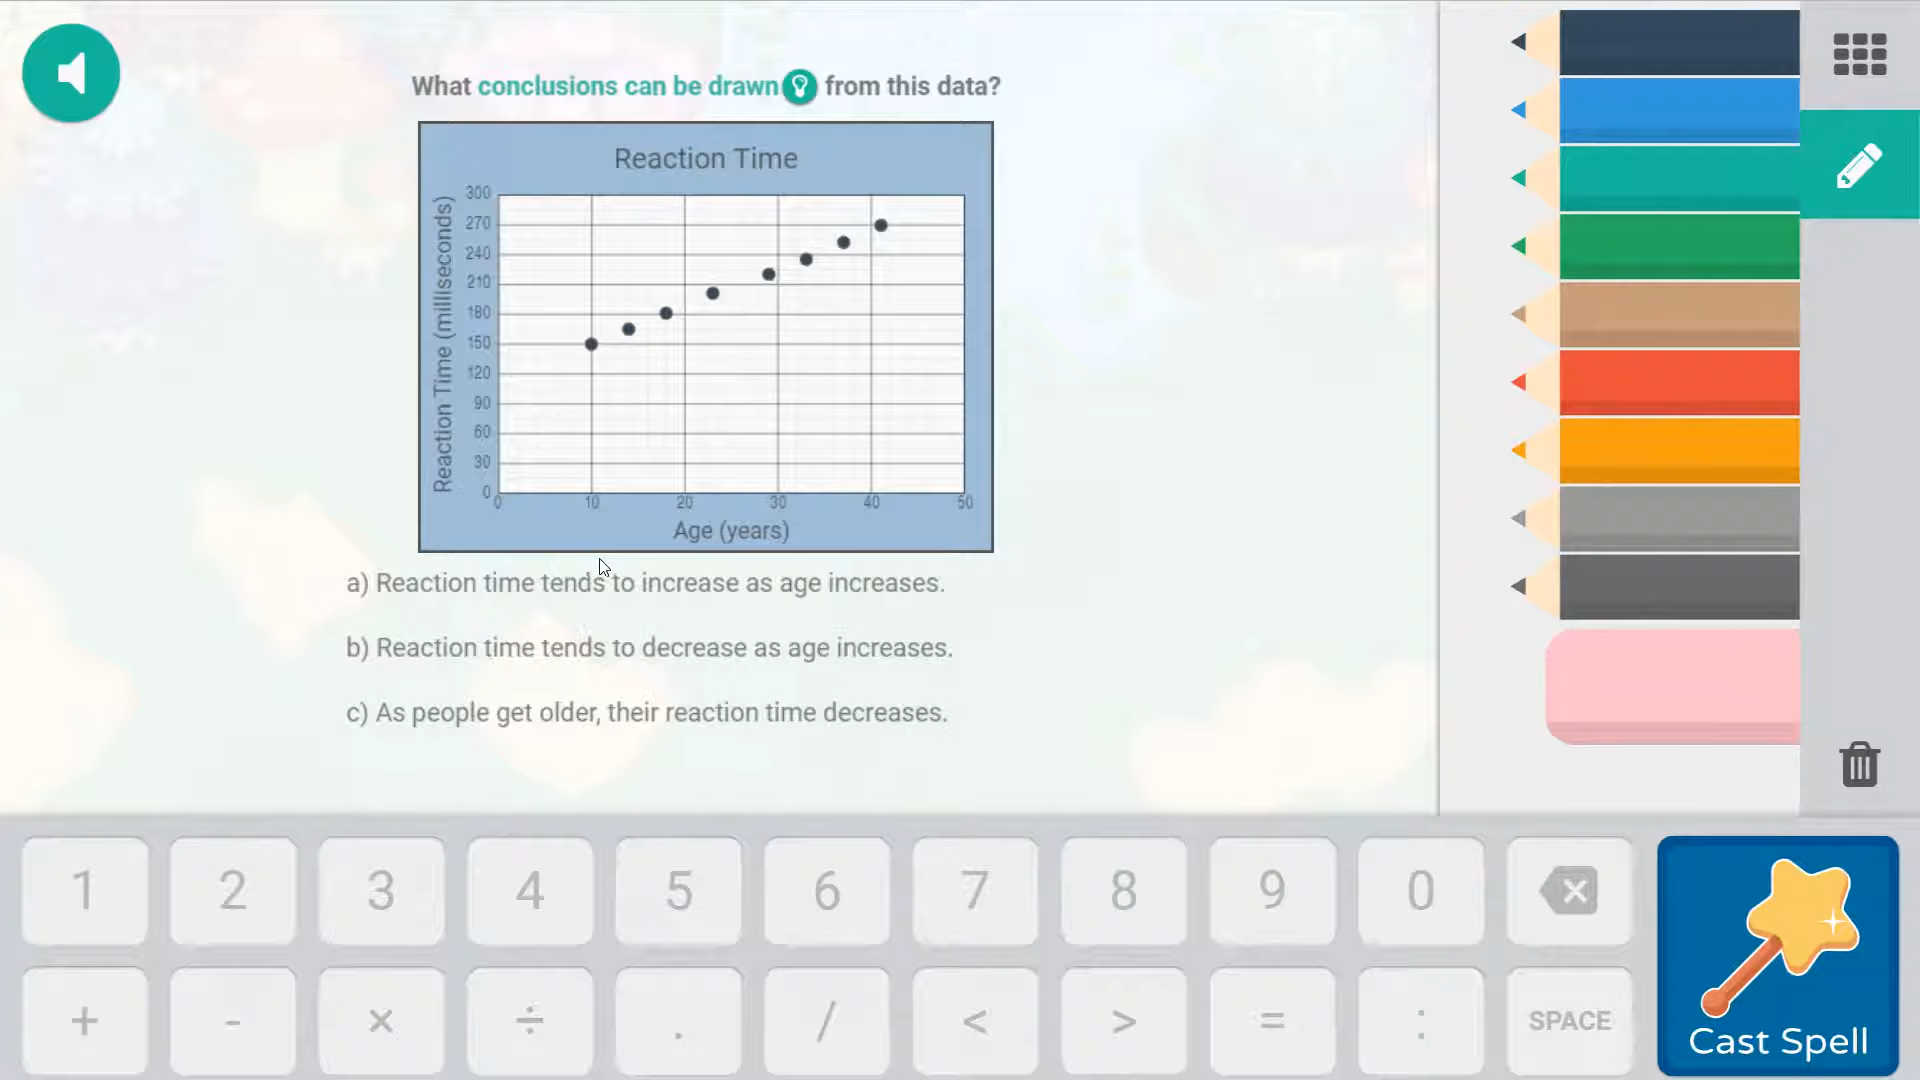 What conclusions can be drawn from this data?
Reaction Time
Reaction Time (milliseconds)
300
270
240
210
180
150
120
90
60
30
0
0 10 20 30 40 50
Age (years)
a) Reaction time tends to increase as age increases.
b) Reaction time tends to decrease as age increases.
c) As people get older, their reaction time decreases.
1 2 3 4 5 6 7 8 9 0
+ - × ÷ . / < > = : SPACE
Cast Spell